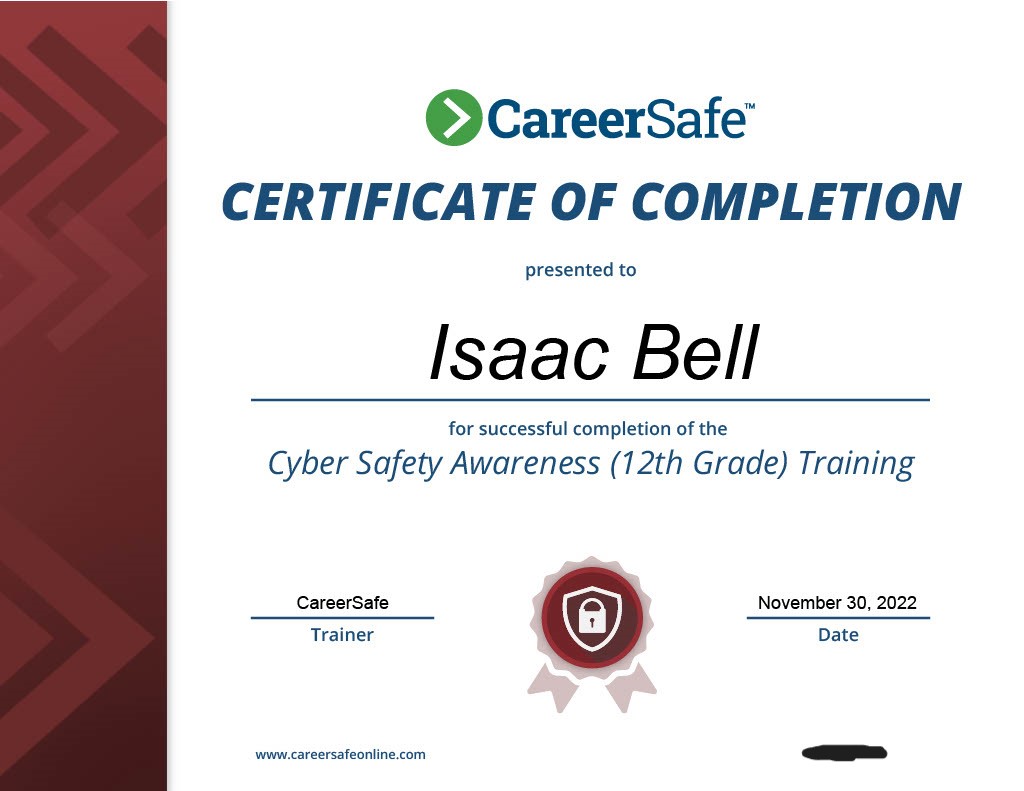 CareerSafe™
CERTIFICATE OF COMPLETION
presented to
Isaac Bell
for successful completion of the
Cyber Safety Awareness (12th Grade) Training
CareerSafe
Trainer
November 30, 2022
Date
www.careersafeonline.com